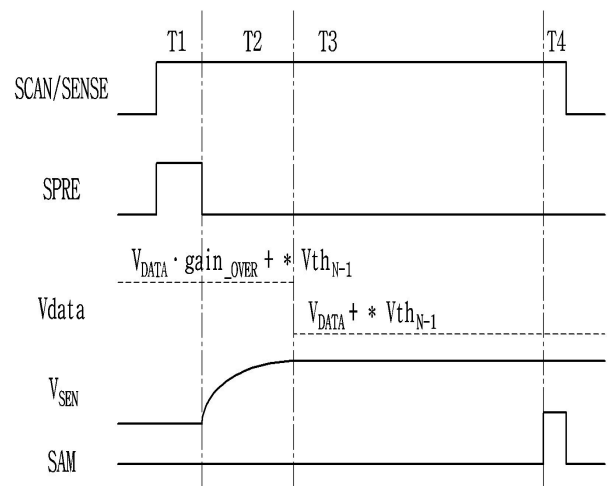 T1 T2 T3 T4
SCAN/SENSE
SPRE
V_DATA · gain_OVER + * Vth_N-1
Vdata
V_DATA + * Vth_N-1
V_SEN
SAM